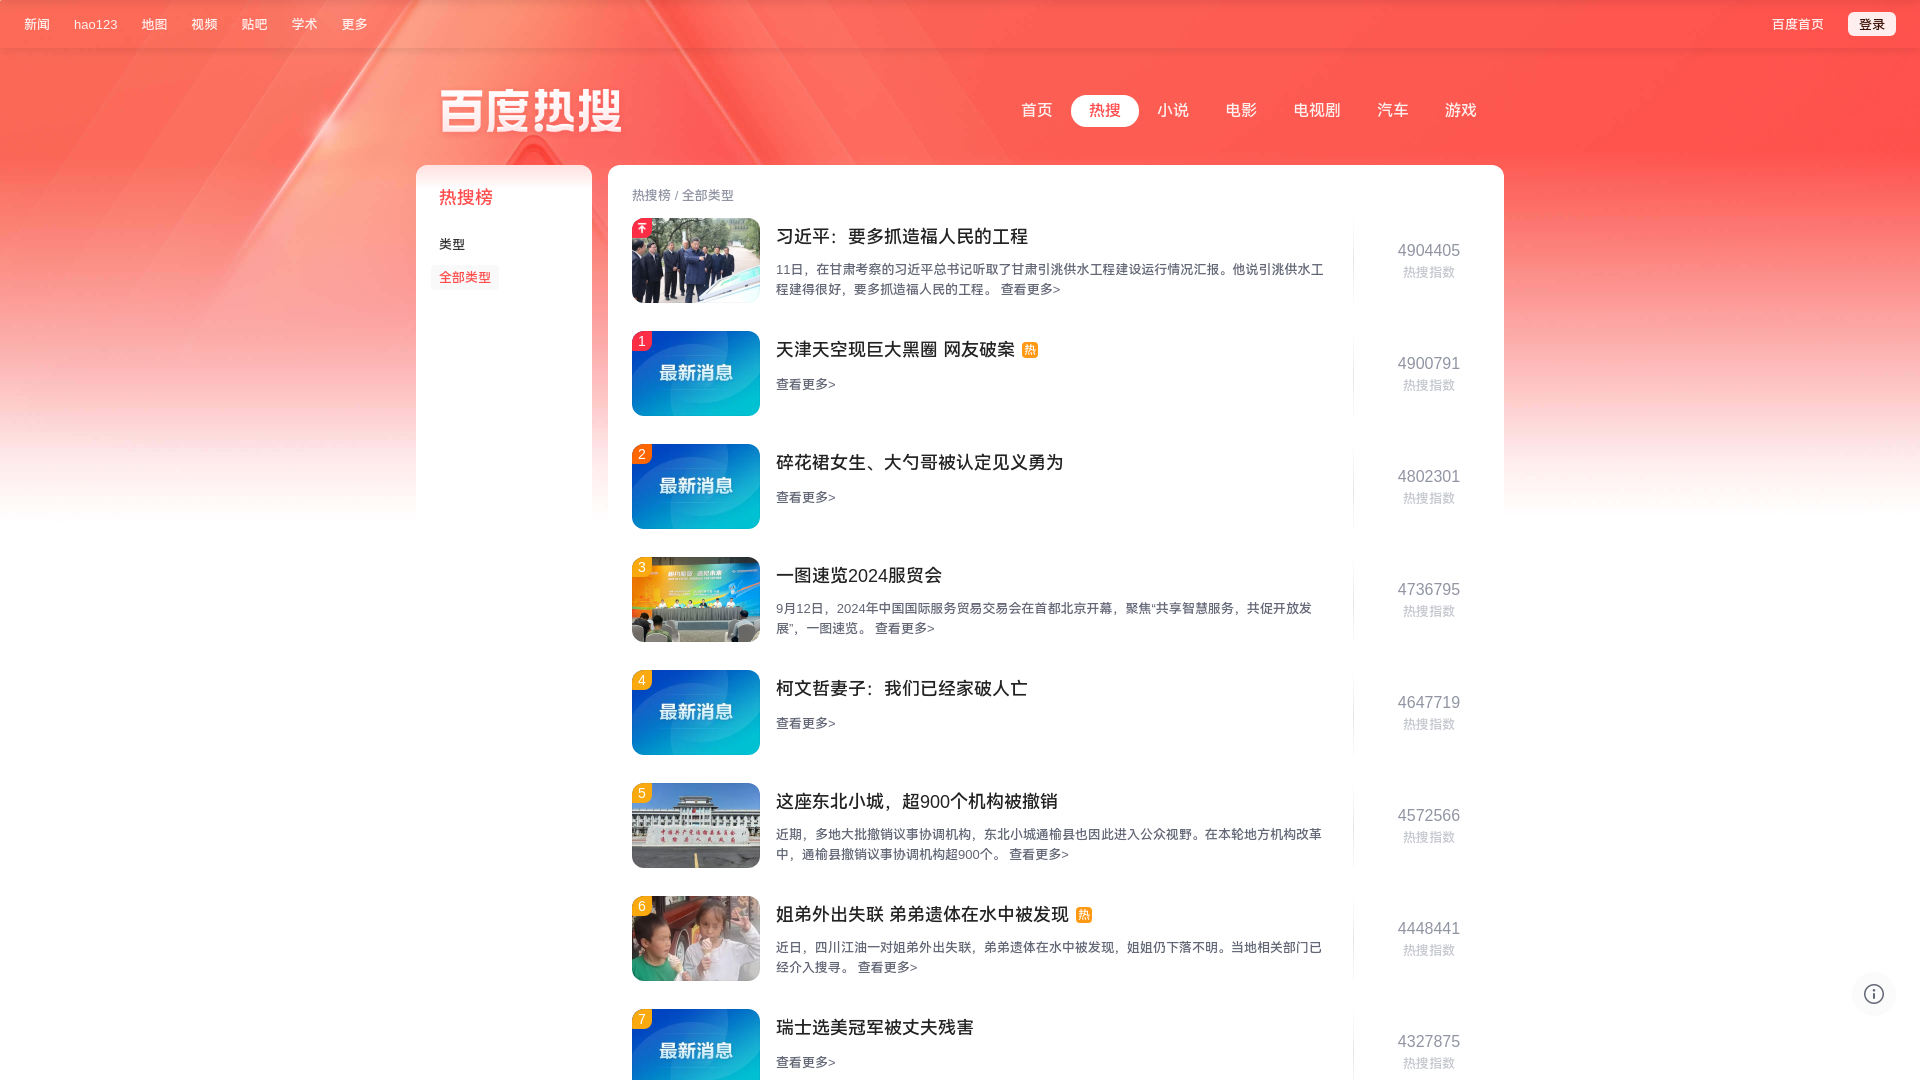 新闻 hao123 地图 视频 贴吧 学术 更多 百度首页 登录
百度热搜
首页 热搜 小说 电影 电视剧 汽车 游戏
热搜榜
类型
全部类型
热搜榜 / 全部类型
习近平：要多抓造福人民的工程
11日，在甘肃考察的习近平总书记听取了甘肃引洮供水工程建设运行情况汇报。他说引洮供水工
程建得很好，要多抓造福人民的工程。 查看更多>
4904405
热搜指数
1
最新消息
天津天空现巨大黑圈 网友破案 热
查看更多>
4900791
热搜指数
2
最新消息
碎花裙女生、大勺哥被认定见义勇为
查看更多>
4802301
热搜指数
3
一图速览2024服贸会
9月12日，2024年中国国际服务贸易交易会在首都北京开幕，聚焦“共享智慧服务，共促开放发
展”，一图速览。 查看更多>
4736795
热搜指数
4
最新消息
柯文哲妻子：我们已经家破人亡
查看更多>
4647719
热搜指数
5
这座东北小城，超900个机构被撤销
近期，多地大批撤销议事协调机构，东北小城通榆县也因此进入公众视野。在本轮地方机构改革
中，通榆县撤销议事协调机构超900个。 查看更多>
4572566
热搜指数
6
姐弟外出失联 弟弟遗体在水中被发现 热
近日，四川江油一对姐弟外出失联，弟弟遗体在水中被发现，姐姐仍下落不明。当地相关部门已
经介入搜寻。 查看更多>
4448441
热搜指数
7
最新消息
瑞士选美冠军被丈夫残害
查看更多>
4327875
热搜指数